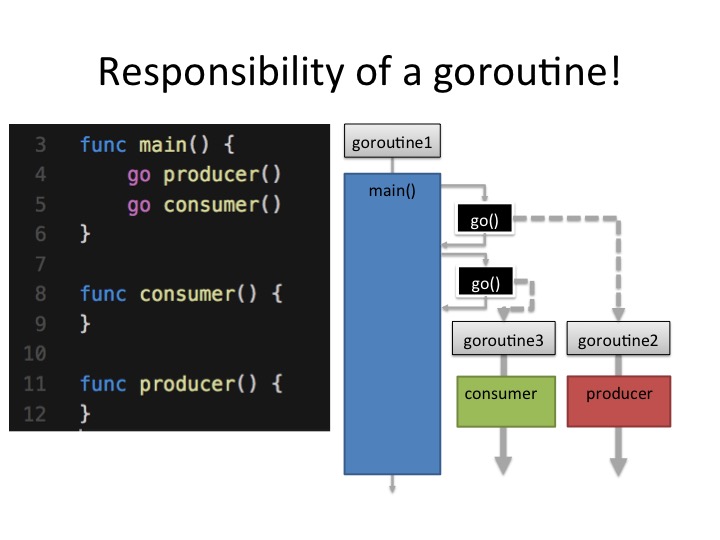 Responsibility of a goroutine!
3 func main() {
4 go producer()
5 go consumer()
6 }
7
8 func consumer() {
9 }
10
11 func producer() {
12 }
goroutine1
main()
go()
go()
goroutine3
goroutine2
consumer
producer